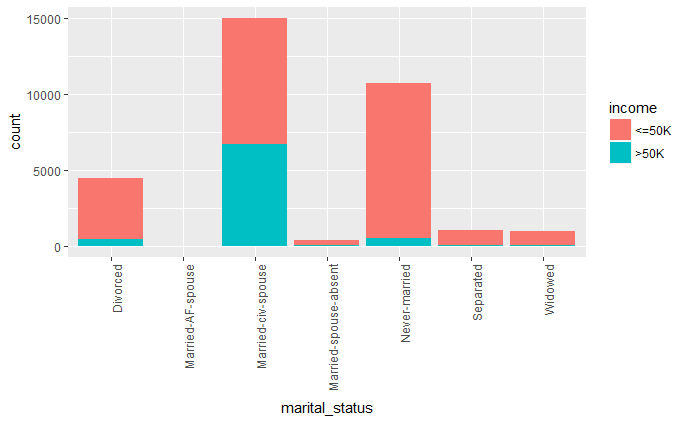 15000
10000
5000
0
count
Divorced
Married-AF-spouse
Married-civ-spouse
Married-spouse-absent
Never-married
Separated
Widowed
marital_status
income
<=50K
>50K